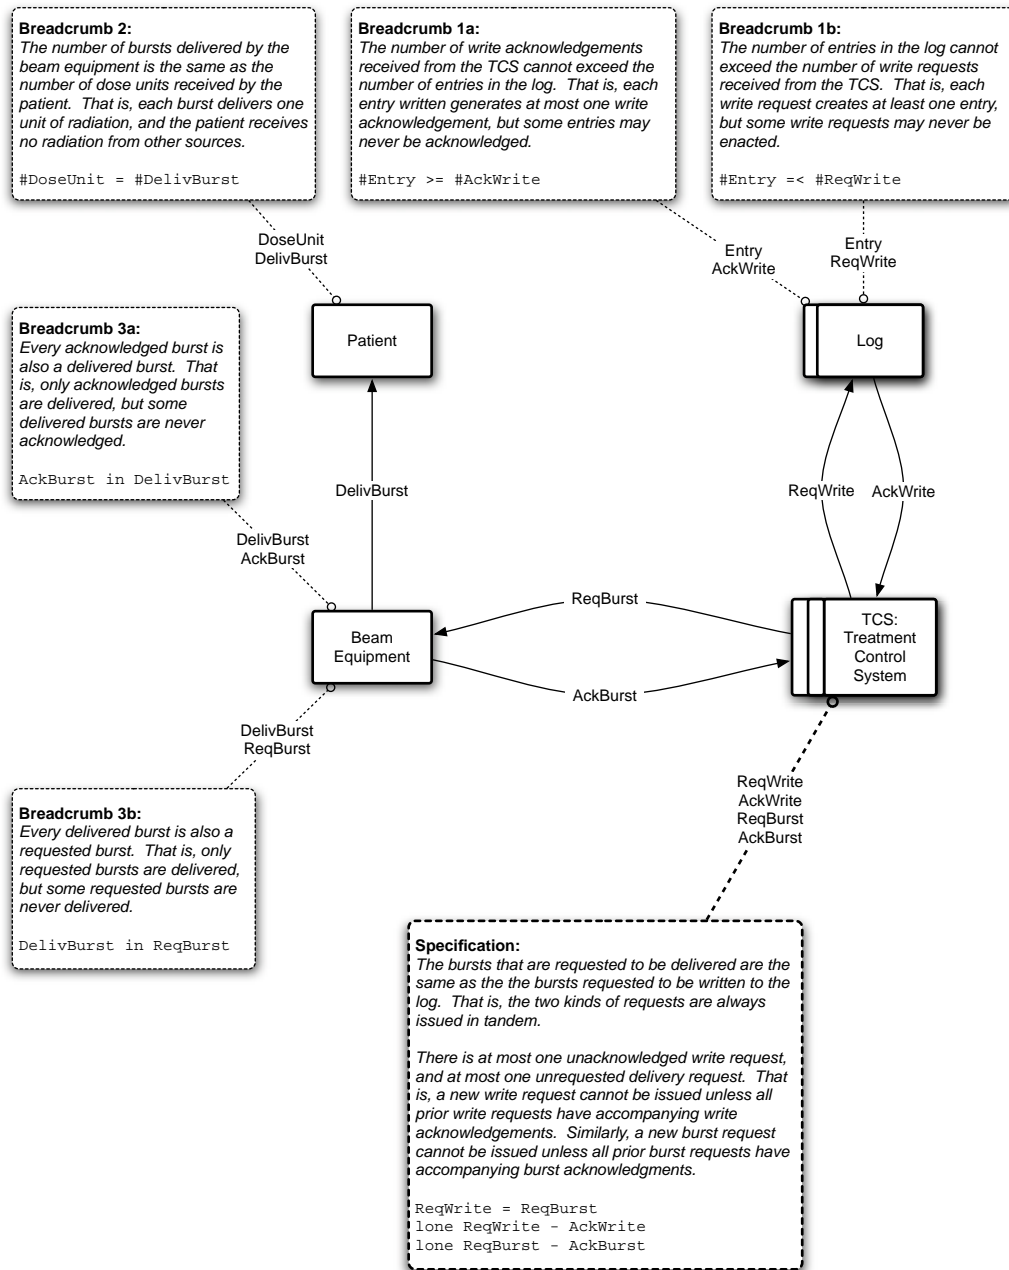 Breadcrumb 2:
The number of bursts delivered by the
beam equipment is the same as the
number of dose units received by the
patient. That is, each burst delivers one
unit of radiation, and the patient receives
no radiation from other sources.
#DoseUnit = #DelivBurst
Breadcrumb 1a:
The number of write acknowledgements
received from the TCS cannot exceed the
number of entries in the log. That is, each
entry written generates at most one write
acknowledgement, but some entries may
never be acknowledged.
#Entry >= #AckWrite
Breadcrumb 1b:
The number of entries in the log cannot
exceed the number of write requests
received from the TCS. That is, each
write request creates at least one entry,
but some write requests may never be
enacted.
#Entry =< #ReqWrite
DoseUnit
DelivBurst
Entry
AckWrite
Entry
ReqWrite
Breadcrumb 3a:
Every acknowledged burst is
also a delivered burst. That
is, only acknowledged bursts
are delivered, but some
delivered bursts are never
acknowledged.
AckBurst in DelivBurst
Patient
Log
DelivBurst
ReqWrite
AckWrite
DelivBurst
AckBurst
ReqBurst
Beam
Equipment
TCS:
Treatment
Control
System
AckBurst
DelivBurst
ReqBurst
ReqWrite
AckWrite
ReqBurst
AckBurst
Breadcrumb 3b:
Every delivered burst is also a
requested burst. That is, only
requested bursts are delivered,
but some requested bursts are
never delivered.
DelivBurst in ReqBurst
Specification:
The bursts that are requested to be delivered are the
same as the the bursts requested to be written to the
log. That is, the two kinds of requests are always
issued in tandem.
There is at most one unacknowledged write request,
and at most one unrequested delivery request. That
is, a new write request cannot be issued unless all
prior write requests have accompanying write
acknowledgements. Similarly, a new burst request
cannot be issued unless all prior burst requests have
accompanying burst acknowledgments.
ReqWrite = ReqBurst
lone ReqWrite - AckWrite
lone ReqBurst - AckBurst